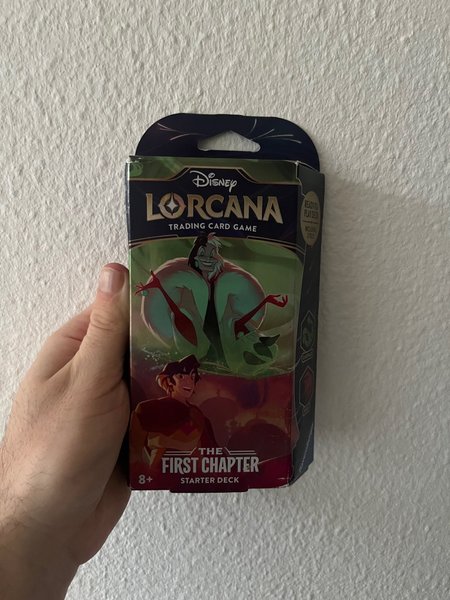 Disney
LORCANA
TRADING CARD GAME
THE
FIRST CHAPTER
STARTER DECK
8+